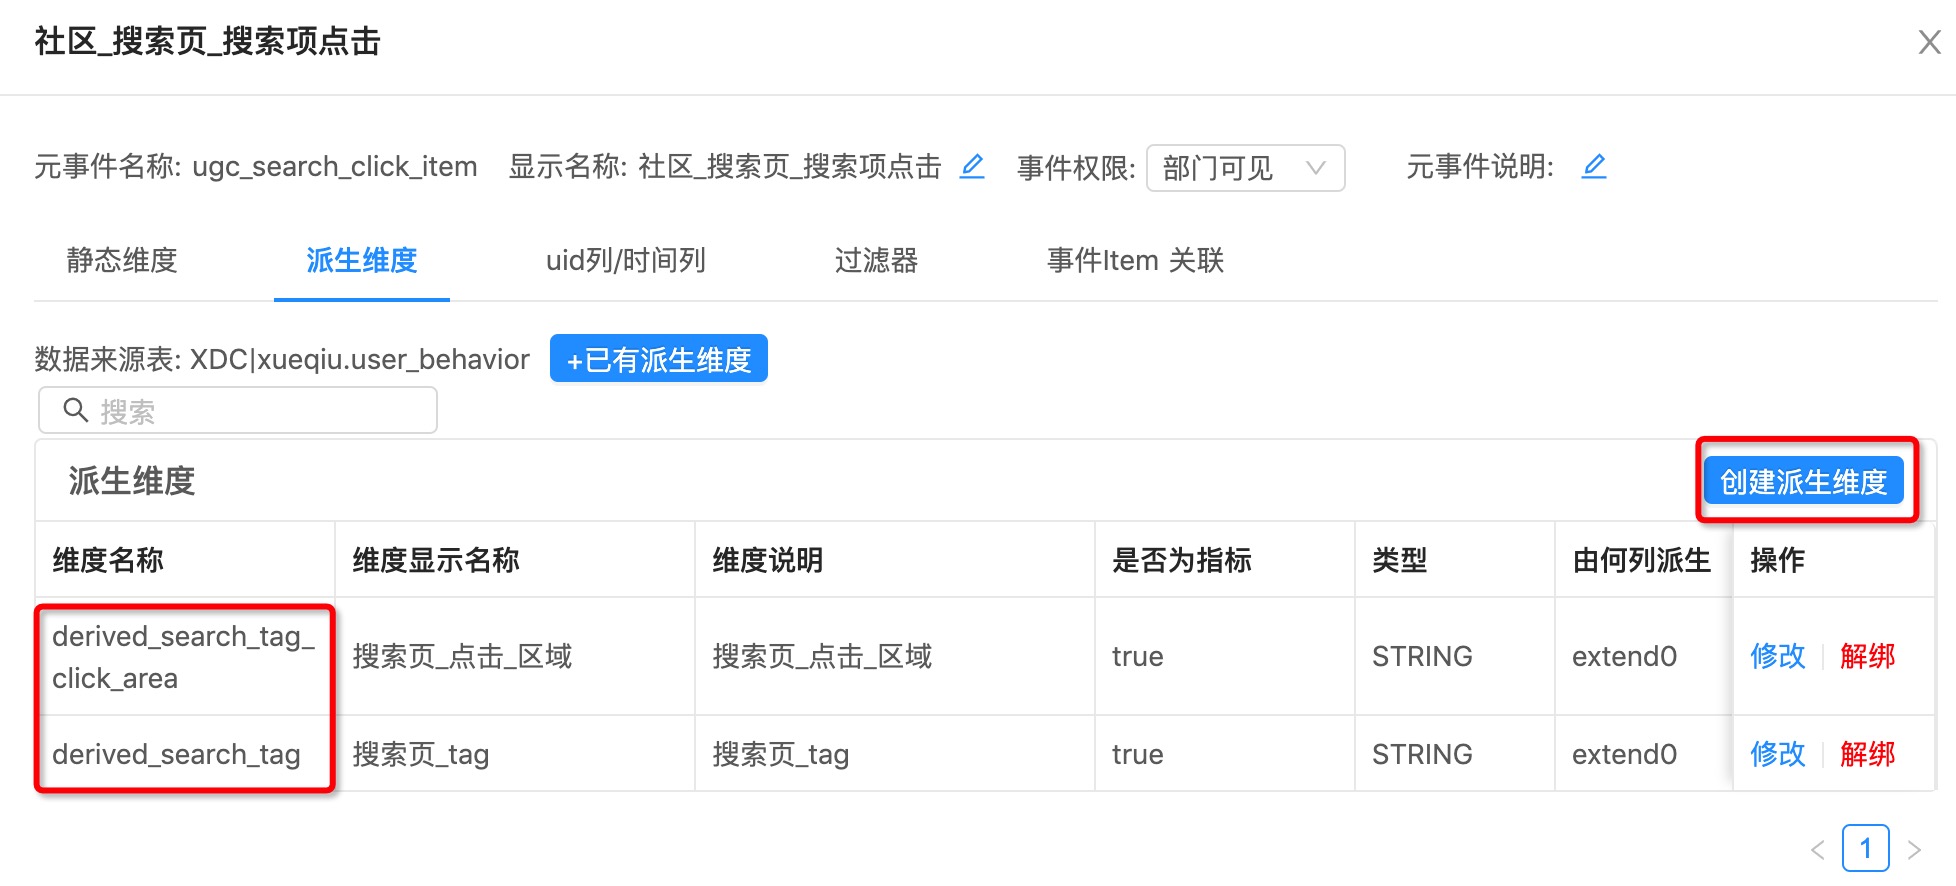 社区_搜索页_搜索项点击
元事件名称: ugc_search_click_item 显示名称: 社区_搜索页_搜索项点击 事件权限: 部门可见 元事件说明:
静态维度 派生维度 uid列/时间列 过滤器 事件Item 关联
数据来源表: XDC|xueqiu.user_behavior +已有派生维度
搜索
派生维度 创建派生维度
维度名称 维度显示名称 维度说明 是否为指标 类型 由何列派生 操作
derived_search_tag_
click_area 搜索页_点击_区域 搜索页_点击_区域 true STRING extend0 修改 解绑
derived_search_tag 搜索页_tag 搜索页_tag true STRING extend0 修改 解绑
< 1 >